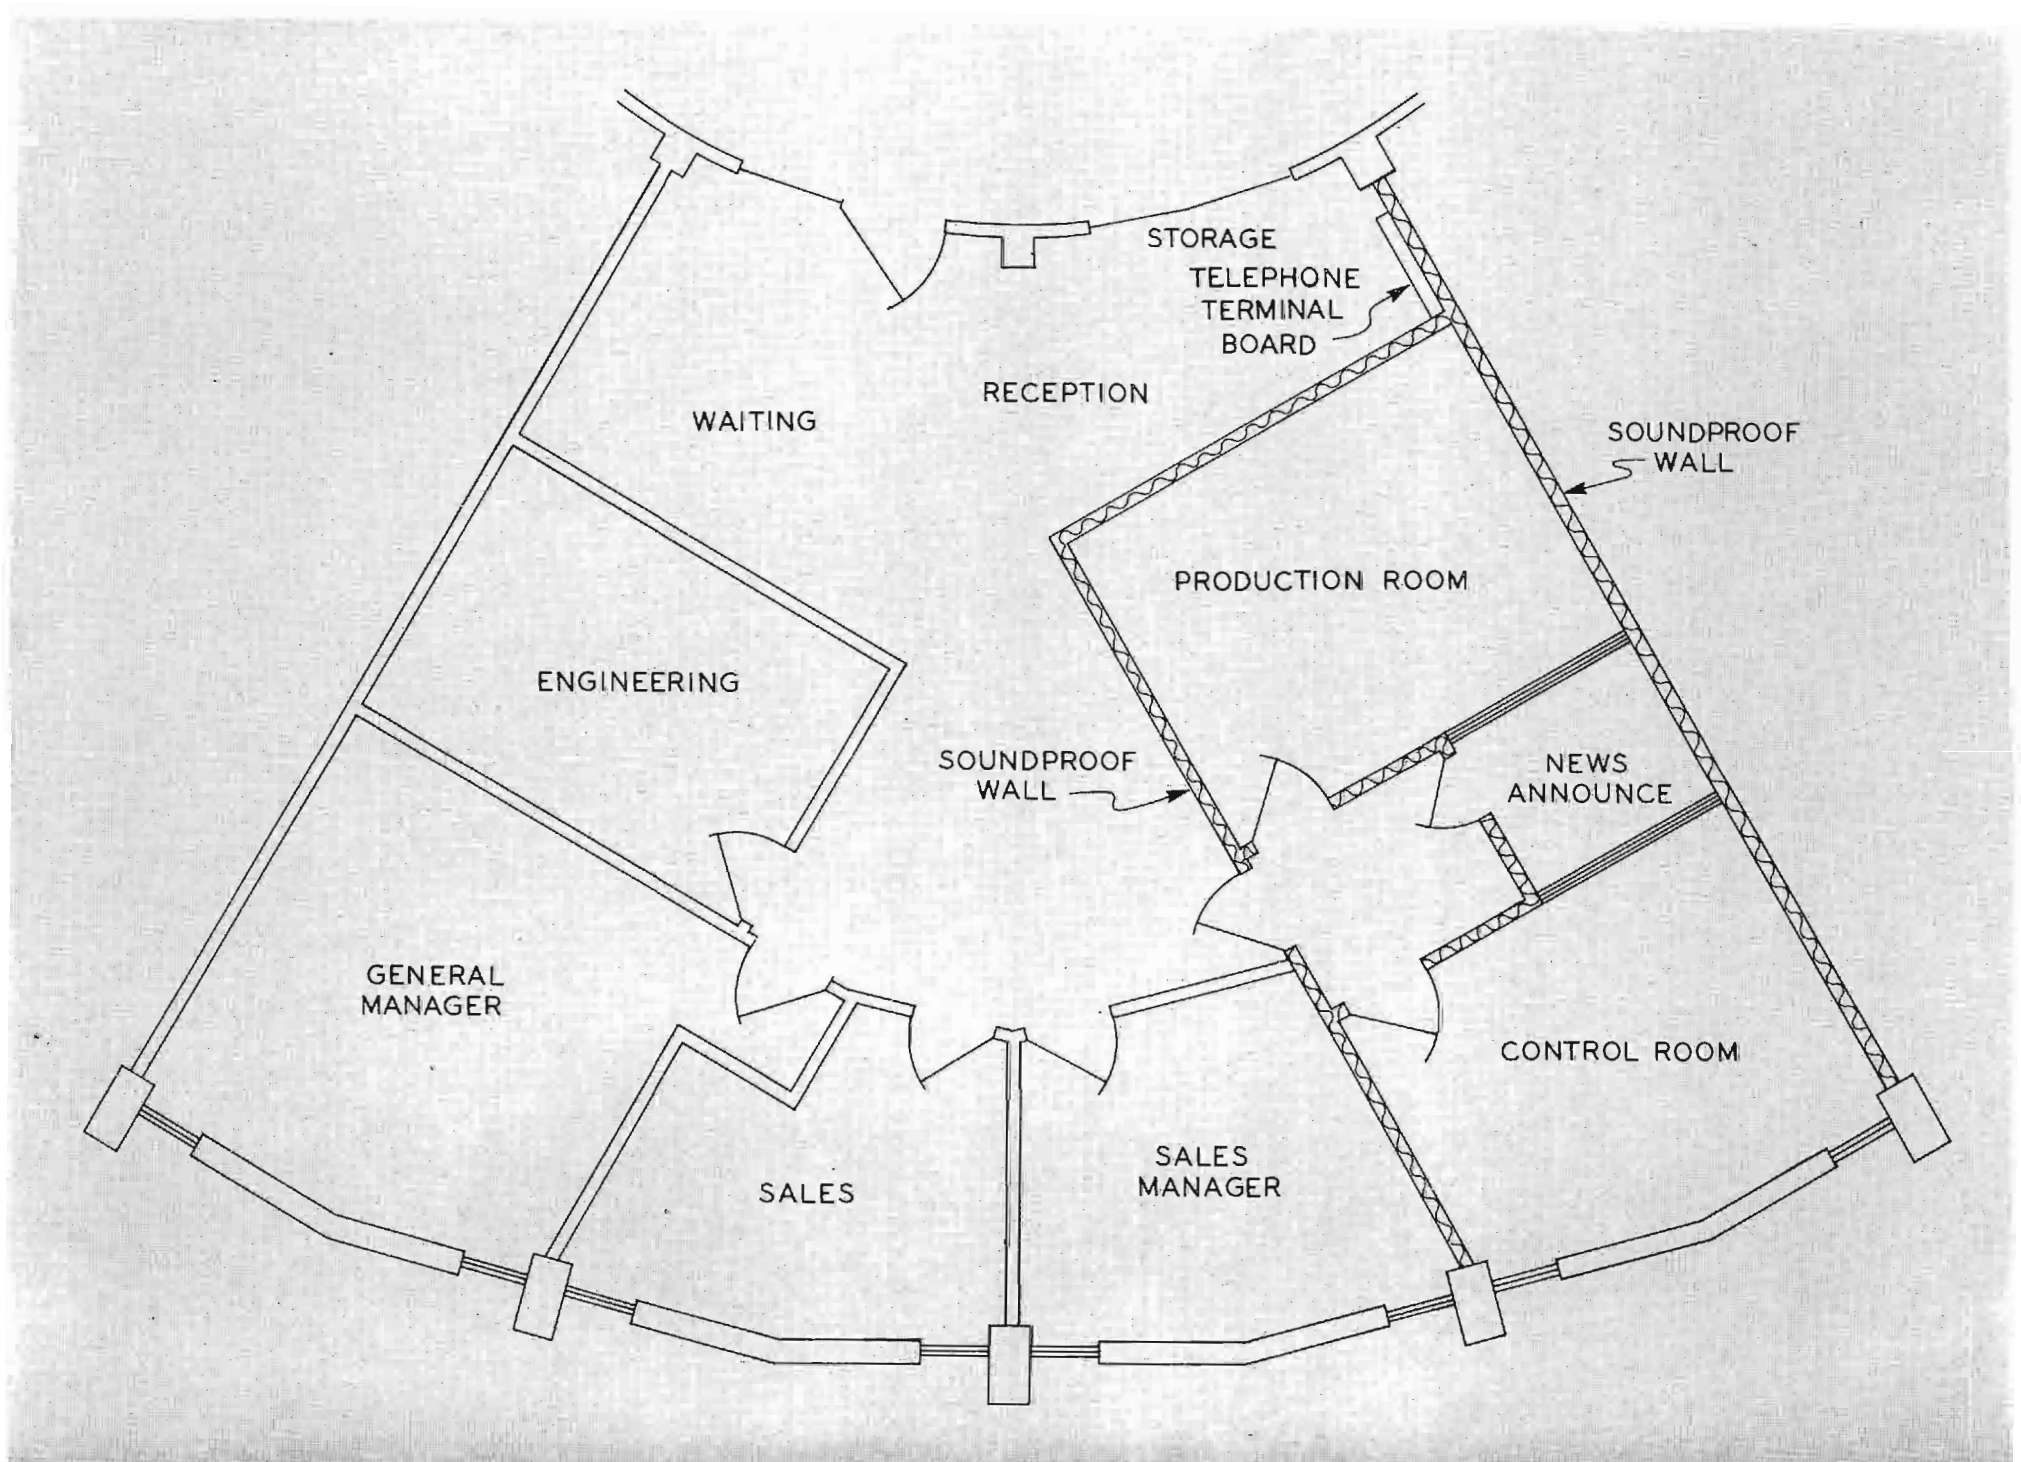 STORAGE
TELEPHONE
TERMINAL
BOARD
RECEPTION
WAITING
SOUNDPROOF
WALL
PRODUCTION ROOM
ENGINEERING
SOUNDPROOF
WALL
NEWS
ANNOUNCE
GENERAL
MANAGER
CONTROL ROOM
SALES
MANAGER
SALES